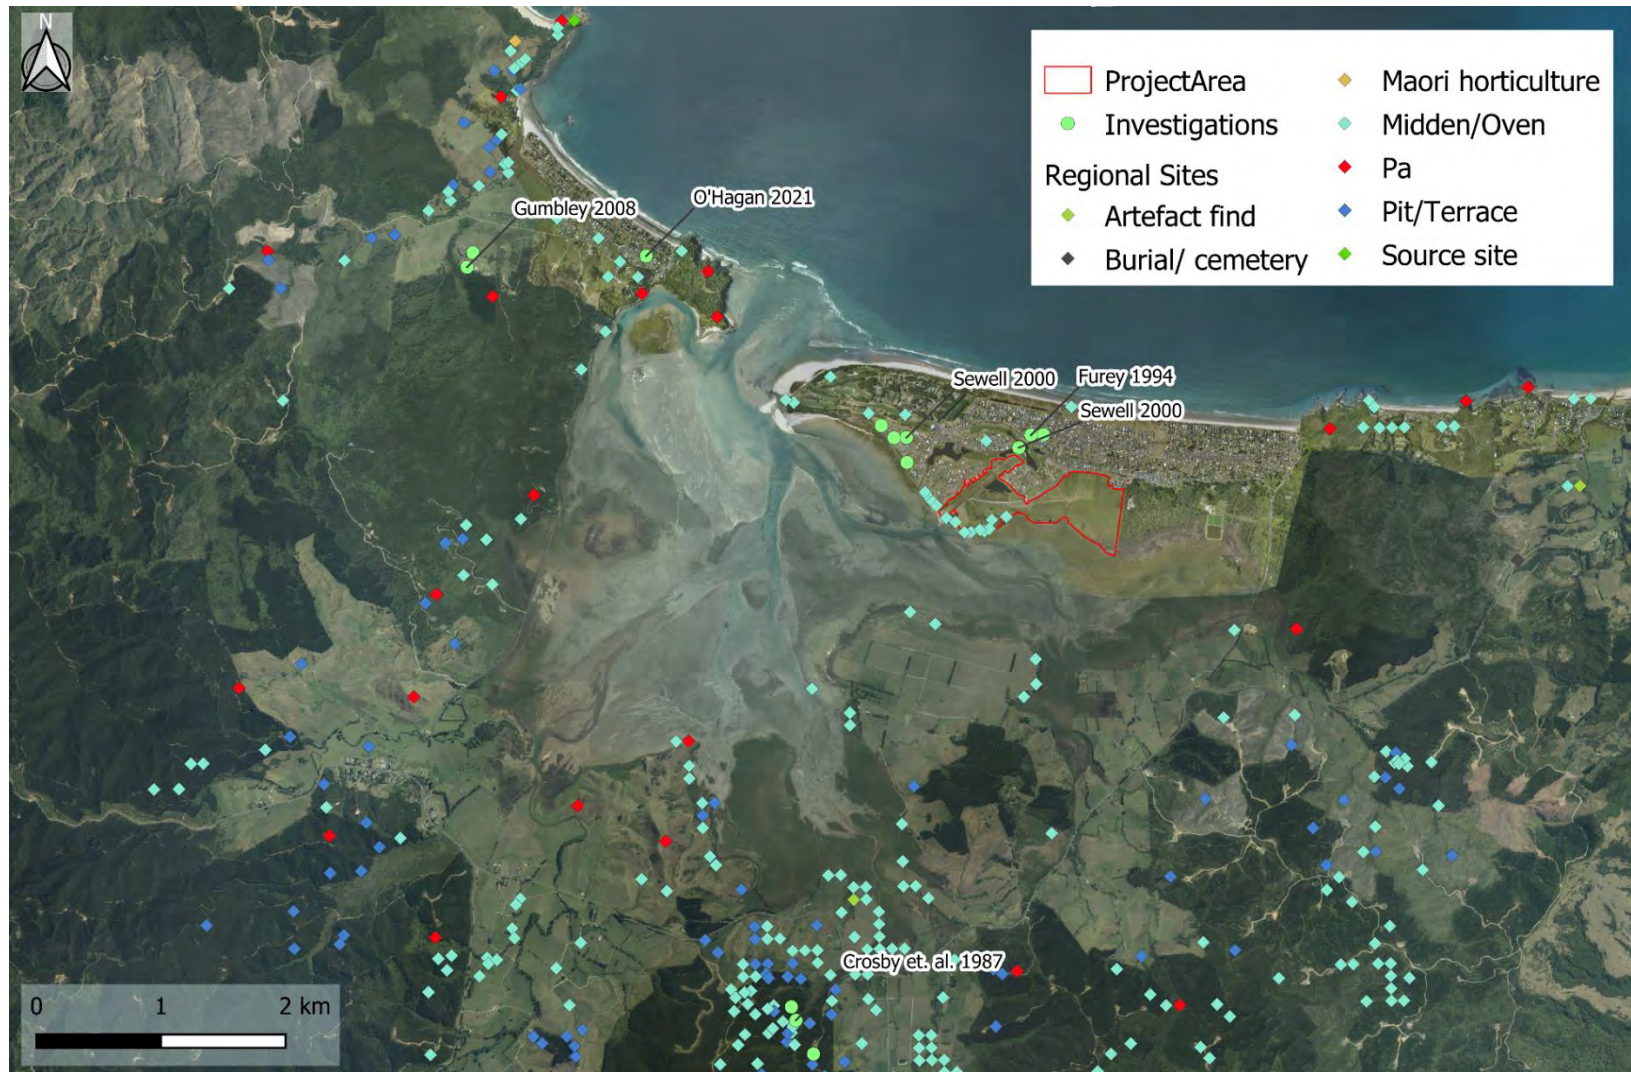 N
ProjectArea
Investigations
Regional Sites
Artefact find
Burial/ cemetery
Maori horticulture
Midden/Oven
Pa
Pit/Terrace
Source site
O'Hagan 2021
Gumbley 2008
Sewell 2000
Furey 1994
Sewell 2000
Crosby et. al. 1987
0 1 2 km